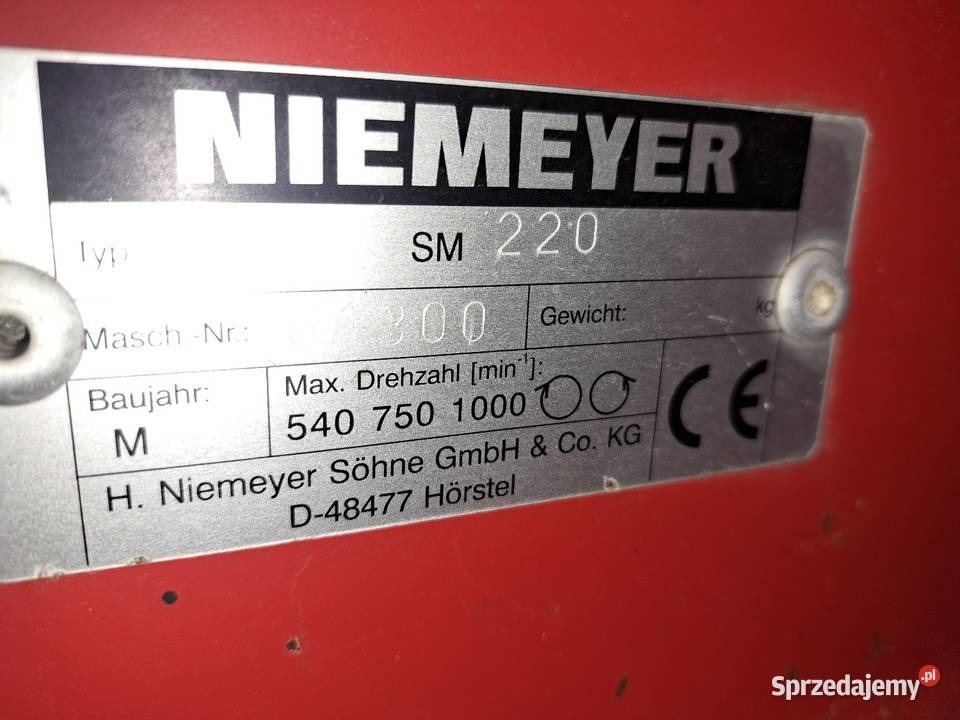 NIEMEYER
Typ SM 220
Masch.-Nr.: Gewicht: kg
Baujahr: M Max. Drehzahl [min⁻¹]:
540 750 1000
H. Niemeyer Söhne GmbH & Co. KG
D-48477 Hörstel
CE
Sprzedajemy.pl